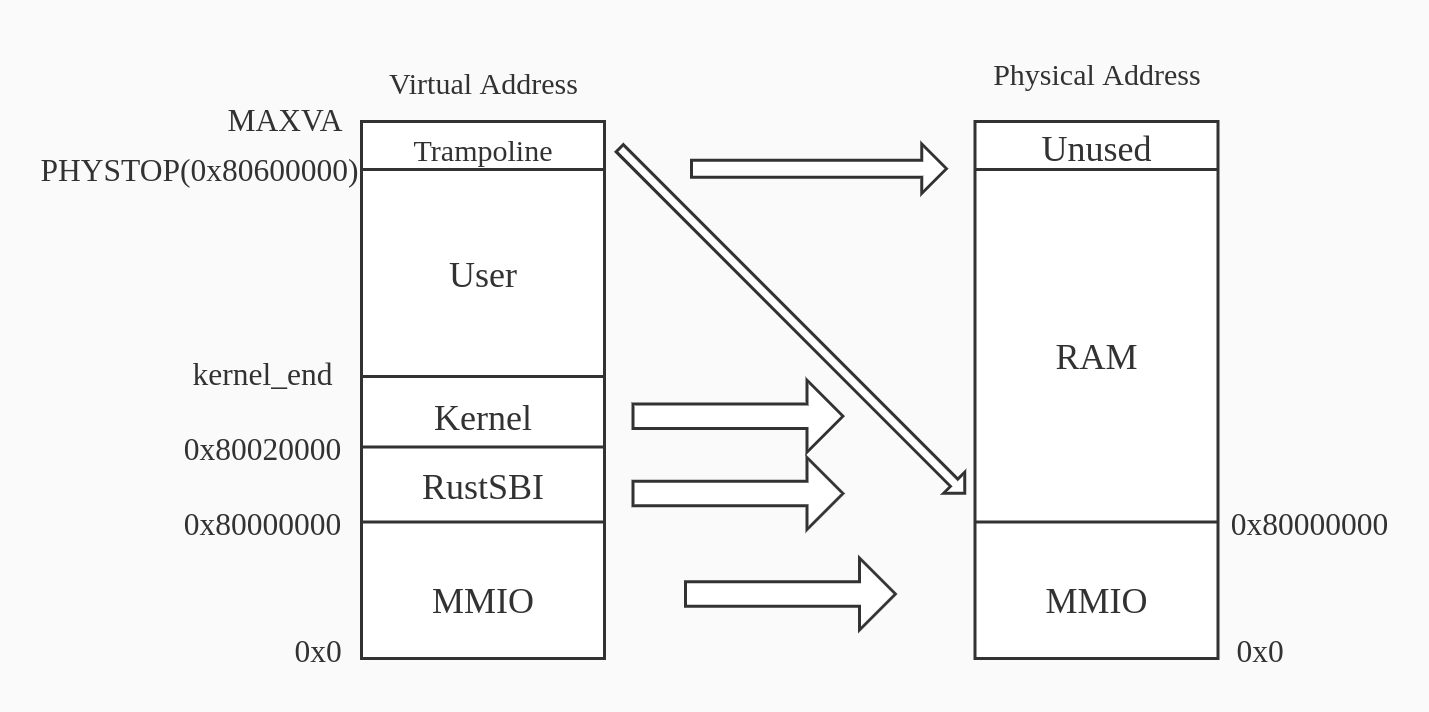 Virtual Address
Physical Address
MAXVA
Trampoline
Unused
PHYSTOP(0x80600000)
User
RAM
kernel_end
Kernel
0x80020000
RustSBI
0x80000000
0x80000000
MMIO
MMIO
0x0
0x0